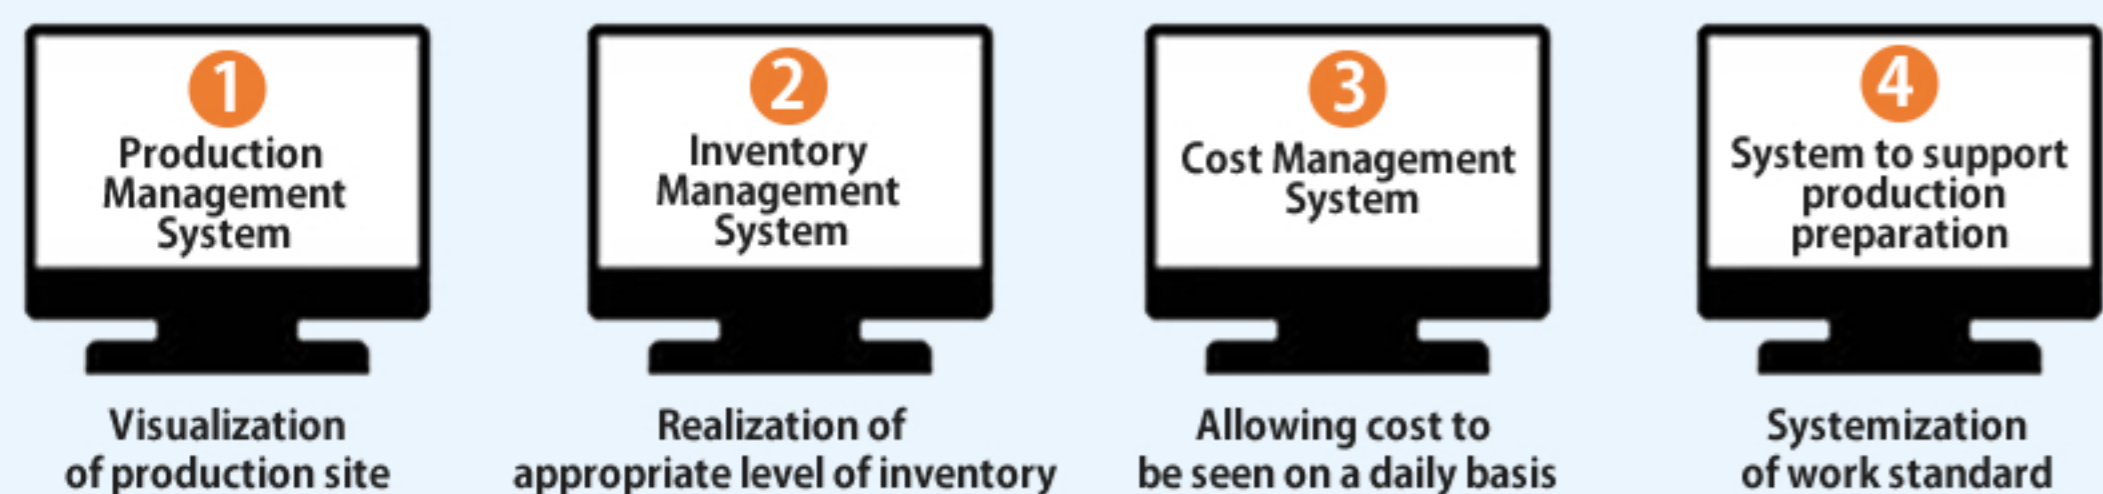 1
Production
Management
System
Visualization
of production site
2
Inventory
Management
System
Realization of
appropriate level of inventory
3
Cost Management
System
Allowing cost to
be seen on a daily basis
4
System to support
production
preparation
Systemization
of work standard